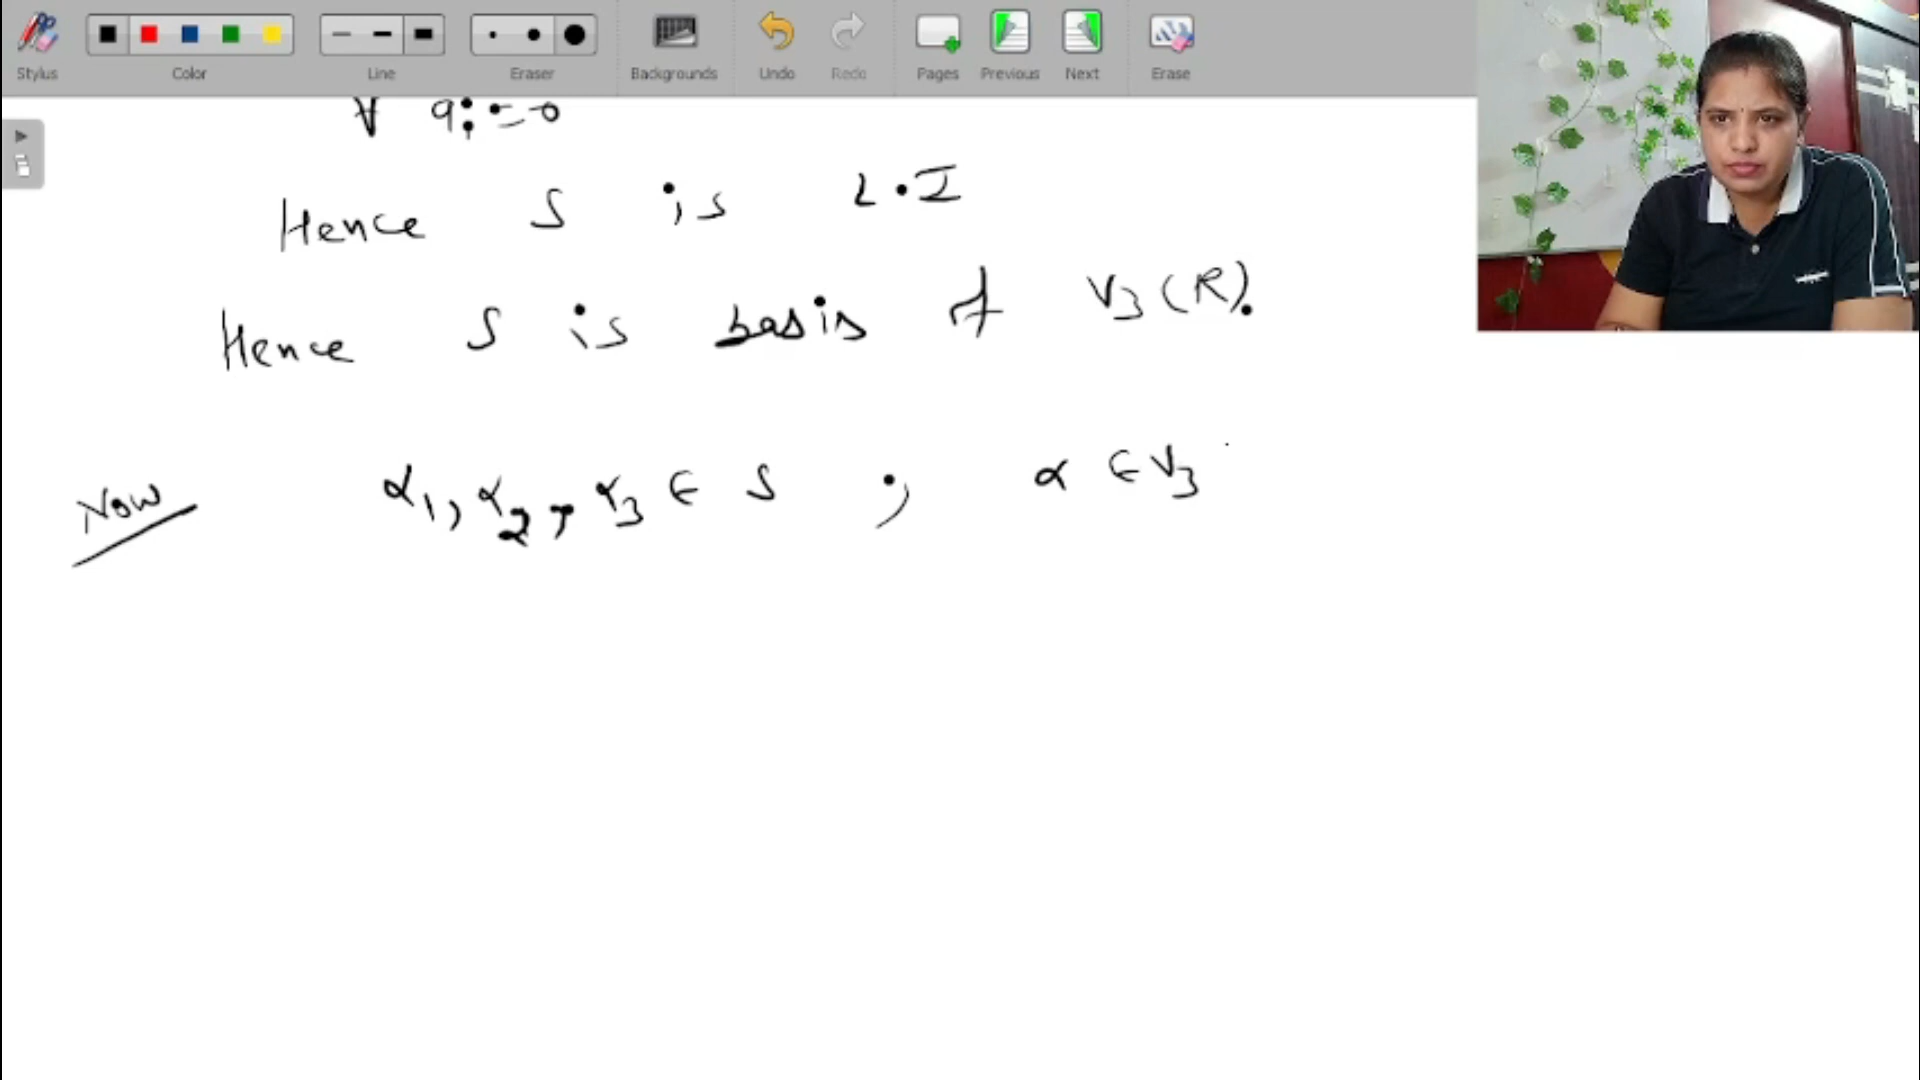 Stylus Color Line Eraser Backgrounds Undo Redo Pages Previous Next Erase
∀ a_i = 0
Hence S is L.I
Hence S is basis of V₃(R).
Now α₁, α₂, α₃ ∈ S ; α ∈ V₃